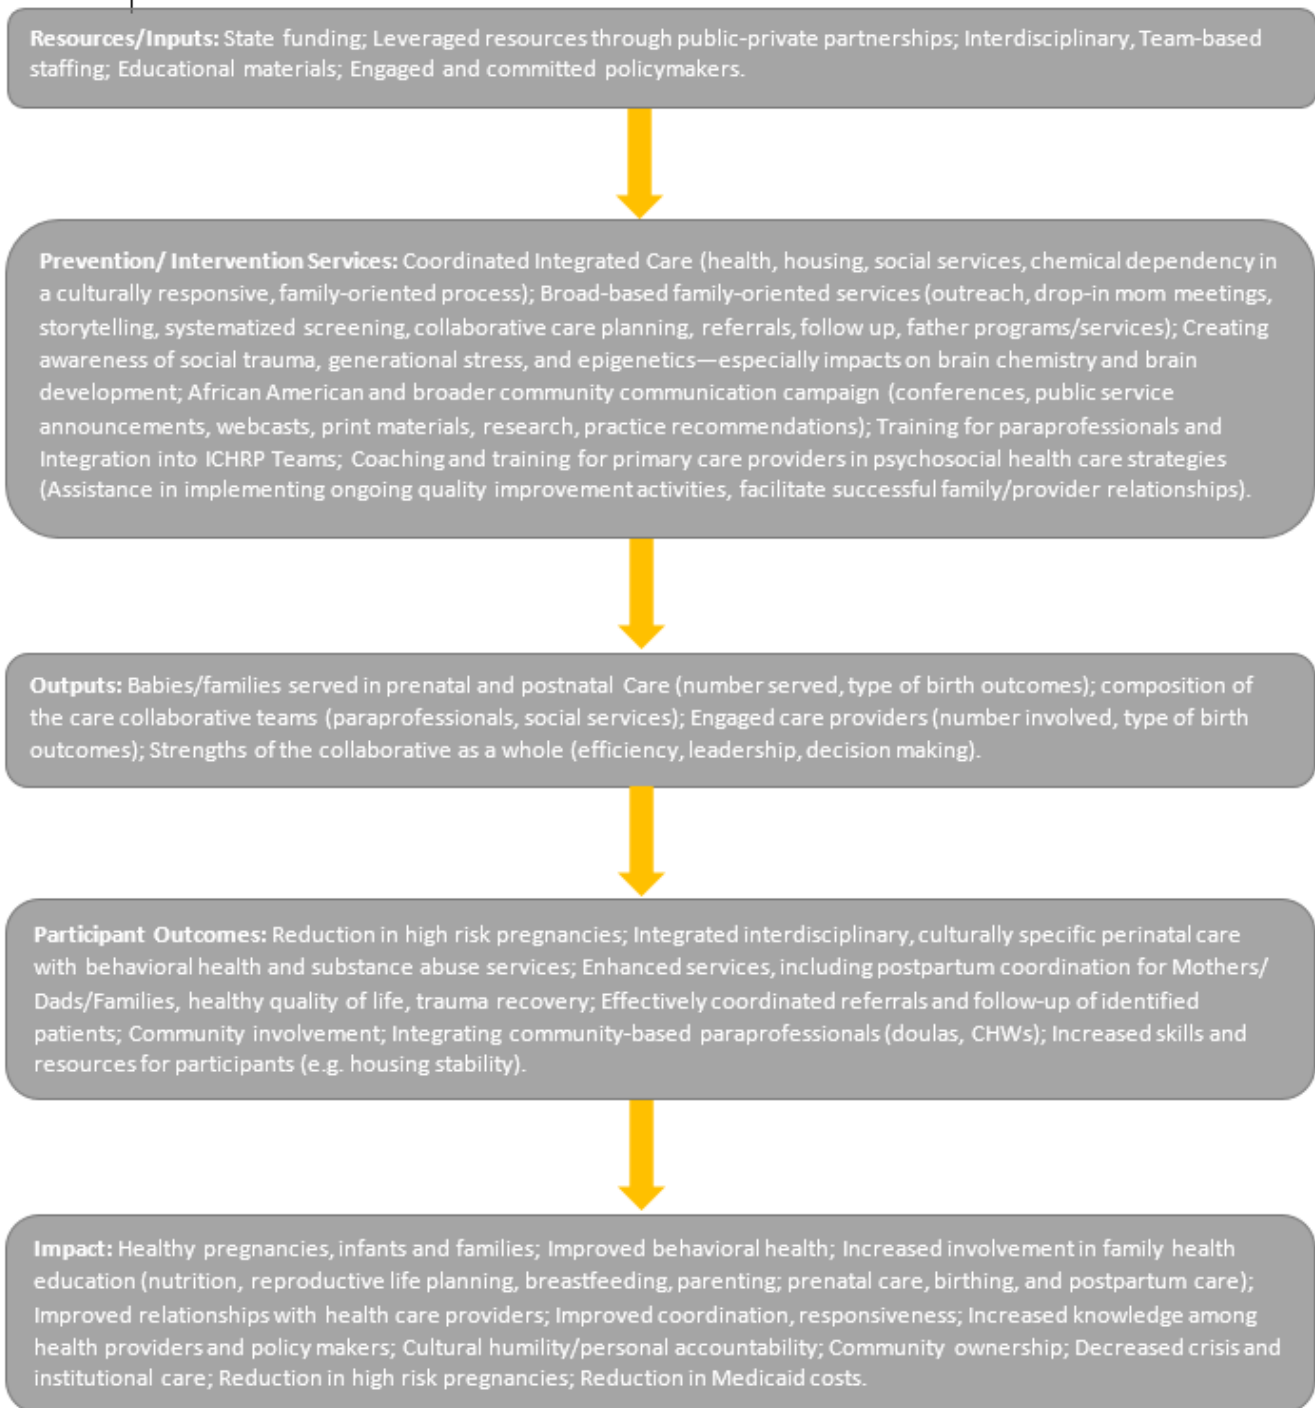 Resources/Inputs: State funding; Leveraged resources through public-private partnerships; Interdisciplinary, Team-based
staffing; Educational materials; Engaged and committed policymakers.
Prevention/ Intervention Services: Coordinated Integrated Care (health, housing, social services, chemical dependency in
a culturally responsive, family-oriented process); Broad-based family-oriented services (outreach, drop-in mom meetings,
storytelling, systematized screening, collaborative care planning, referrals, follow up, father programs/services); Creating
awareness of social trauma, generational stress, and epigenetics—especially impacts on brain chemistry and brain
development; African American and broader community communication campaign (conferences, public service
announcements, webcasts, print materials, research, practice recommendations); Training for paraprofessionals and
Integration into ICHRP Teams; Coaching and training for primary care providers in psychosocial health care strategies
(Assistance in implementing ongoing quality improvement activities, facilitate successful family/provider relationships).
Outputs: Babies/families served in prenatal and postnatal Care (number served, type of birth outcomes); composition of
the care collaborative teams (paraprofessionals, social services); Engaged care providers (number involved, type of birth
outcomes); Strengths of the collaborative as a whole (efficiency, leadership, decision making).
Participant Outcomes: Reduction in high risk pregnancies; Integrated interdisciplinary, culturally specific perinatal care
with behavioral health and substance abuse services; Enhanced services, including postpartum coordination for Mothers/
Dads/Families, healthy quality of life, trauma recovery; Effectively coordinated referrals and follow-up of identified
patients; Community involvement; Integrating community-based paraprofessionals (doulas, CHWs); Increased skills and
resources for participants (e.g. housing stability).
Impact: Healthy pregnancies, infants and families; Improved behavioral health; Increased involvement in family health
education (nutrition, reproductive life planning, breastfeeding, parenting; prenatal care, birthing, and postpartum care);
Improved relationships with health care providers; Improved coordination, responsiveness; Increased knowledge among
health providers and policy makers; Cultural humility/personal accountability; Community ownership; Decreased crisis and
institutional care; Reduction in high risk pregnancies; Reduction in Medicaid costs.